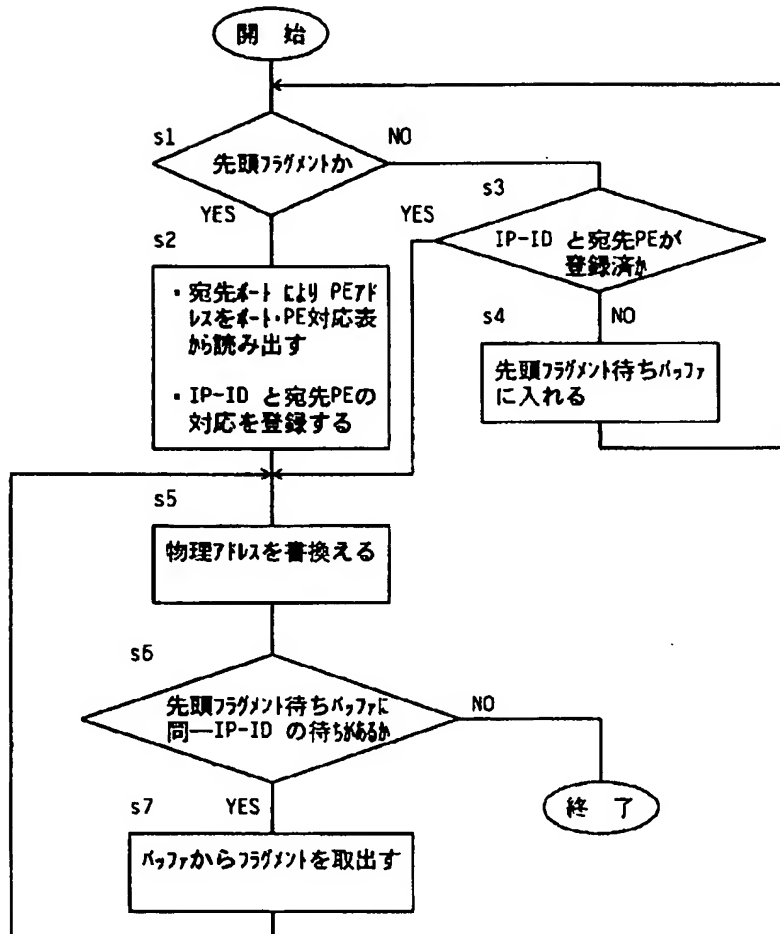 開 始
s1
NO
先頭フラグメントか
s3
YES
YES
s2
IP-ID と宛先PEが
登録済か
・宛先ポート により PEアド
レスをポート・PE対応表
から読み出す
s4
NO
・IP-ID と宛先PEの
対応を登録する
先頭フラグメント待ちバッファ
に入れる
s5
物理アドレスを書換える
s6
先頭フラグメント待ちバッファに
同一IP-ID の待ちがあるか
NO
s7
YES
終 了
バッファからフラグメントを取出す